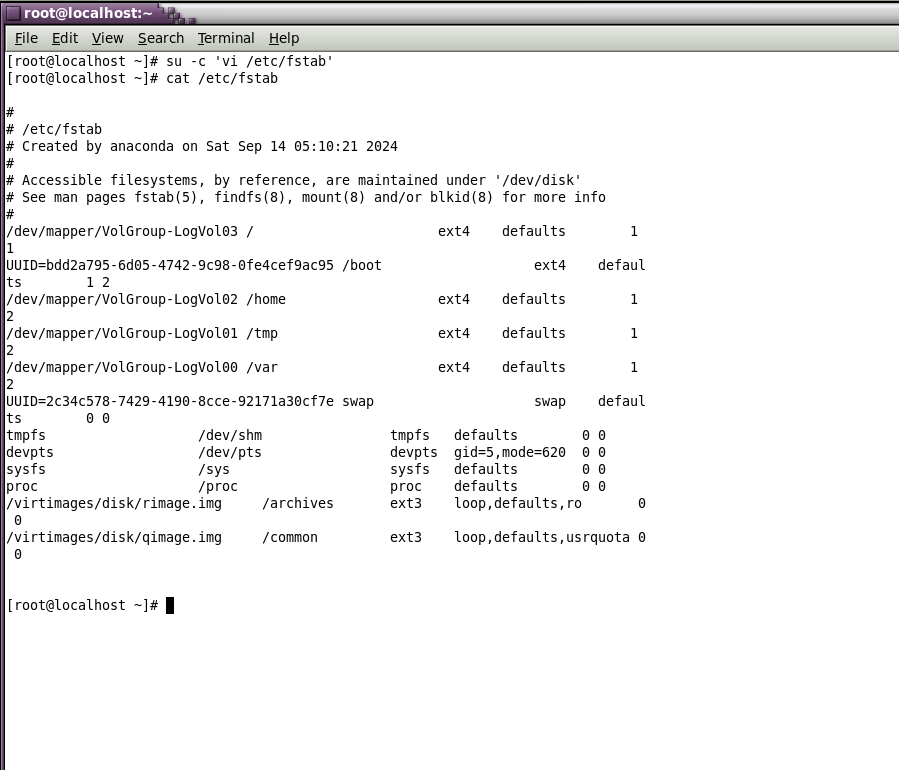 root@localhost:~
File Edit View Search Terminal Help
[root@localhost ~]# su -c 'vi /etc/fstab'
[root@localhost ~]# cat /etc/fstab
#
# /etc/fstab
# Created by anaconda on Sat Sep 14 05:10:21 2024
#
# Accessible filesystems, by reference, are maintained under '/dev/disk'
# See man pages fstab(5), findfs(8), mount(8) and/or blkid(8) for more info
#
/dev/mapper/VolGroup-LogVol03 /                       ext4    defaults        1
1
UUID=bdd2a795-6d05-4742-9c98-0fe4cef9ac95 /boot                   ext4    defaul
ts        1 2
/dev/mapper/VolGroup-LogVol02 /home                   ext4    defaults        1
2
/dev/mapper/VolGroup-LogVol01 /tmp                    ext4    defaults        1
2
/dev/mapper/VolGroup-LogVol00 /var                    ext4    defaults        1
2
UUID=2c34c578-7429-4190-8cce-92171a30cf7e swap                    swap    defaul
ts        0 0
tmpfs                   /dev/shm                tmpfs   defaults        0 0
devpts                  /dev/pts                devpts  gid=5,mode=620  0 0
sysfs                   /sys                    sysfs   defaults        0 0
proc                    /proc                   proc    defaults        0 0
/virtimages/disk/rimage.img     /archives       ext3    loop,defaults,ro       0
 0
/virtimages/disk/qimage.img     /common         ext3    loop,defaults,usrquota 0
 0
[root@localhost ~]#